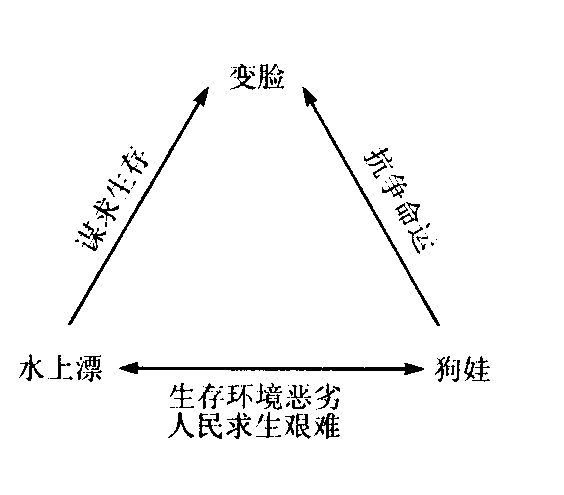 变脸
谋求生存
抗争命运
水上漂
狗娃
生存环境恶劣
人民求生艰难